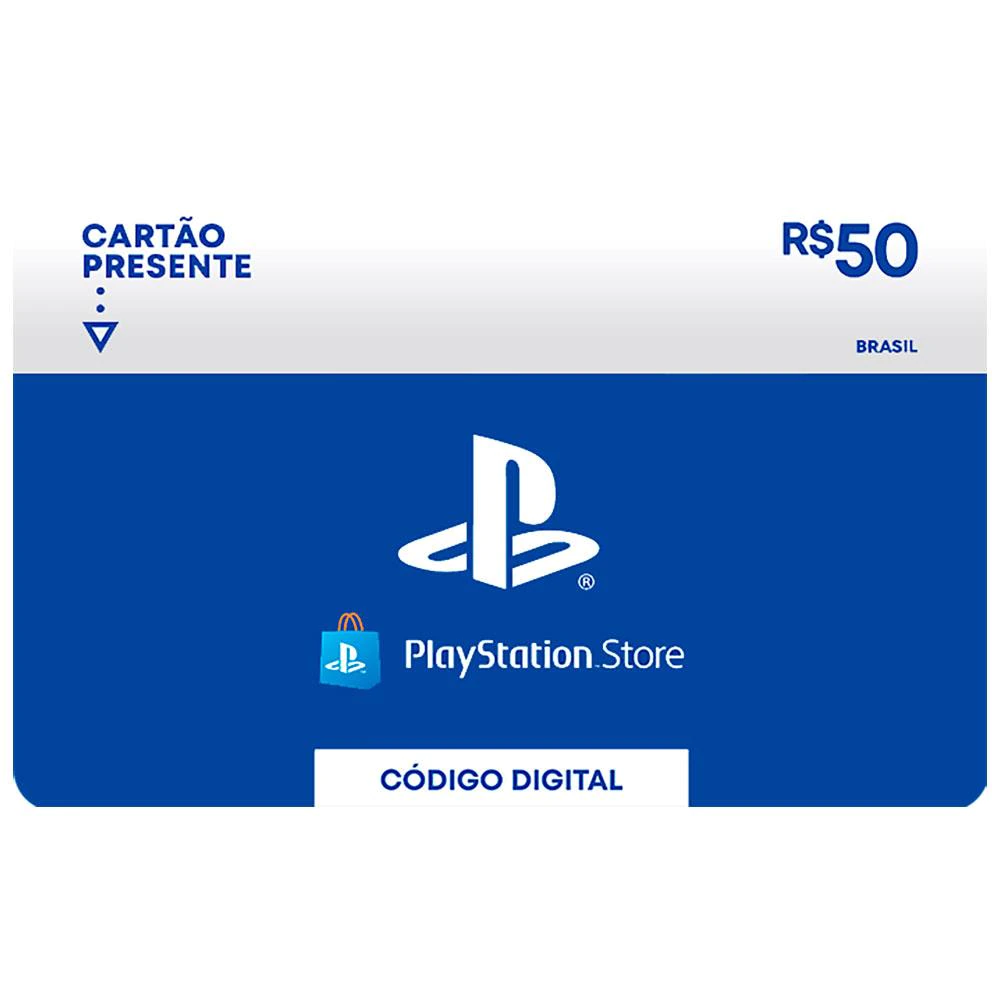 CARTÃO
PRESENTE
R$50
BRASIL
®
PlayStation Store
CÓDIGO DIGITAL